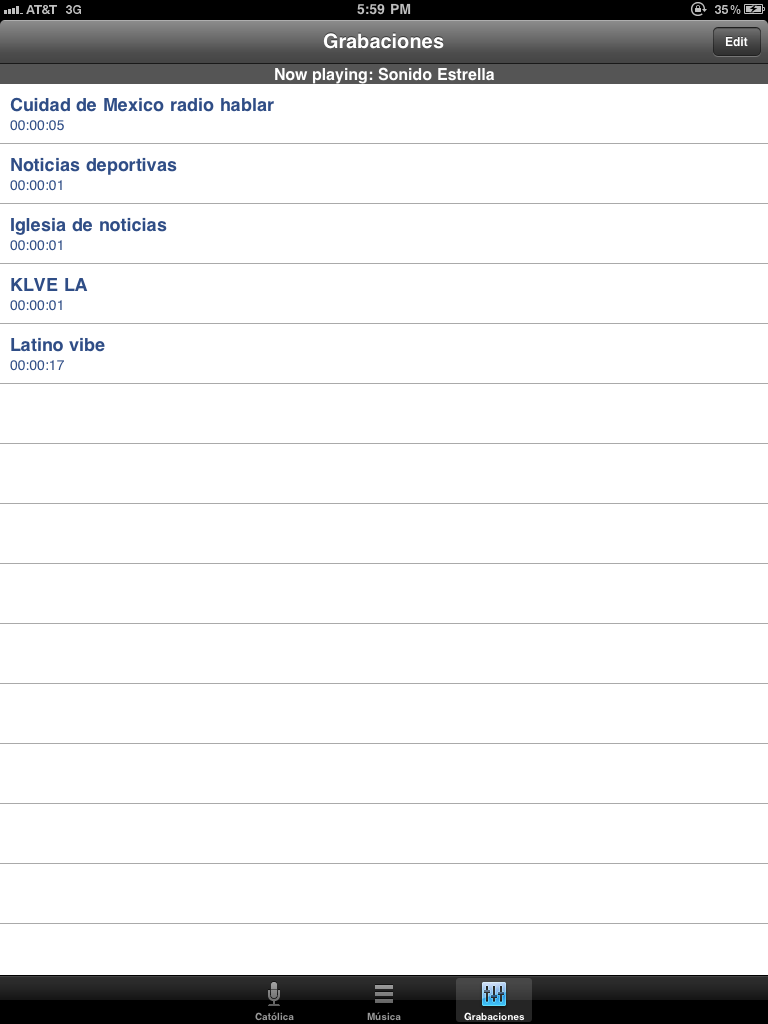 AT&T 3G 5:59 PM 35%
Grabaciones
Edit
Now playing: Sonido Estrella
Cuidad de Mexico radio hablar
00:00:05
Noticias deportivas
00:00:01
Iglesia de noticias
00:00:01
KLVE LA
00:00:01
Latino vibe
00:00:17
Católica Música Grabaciones